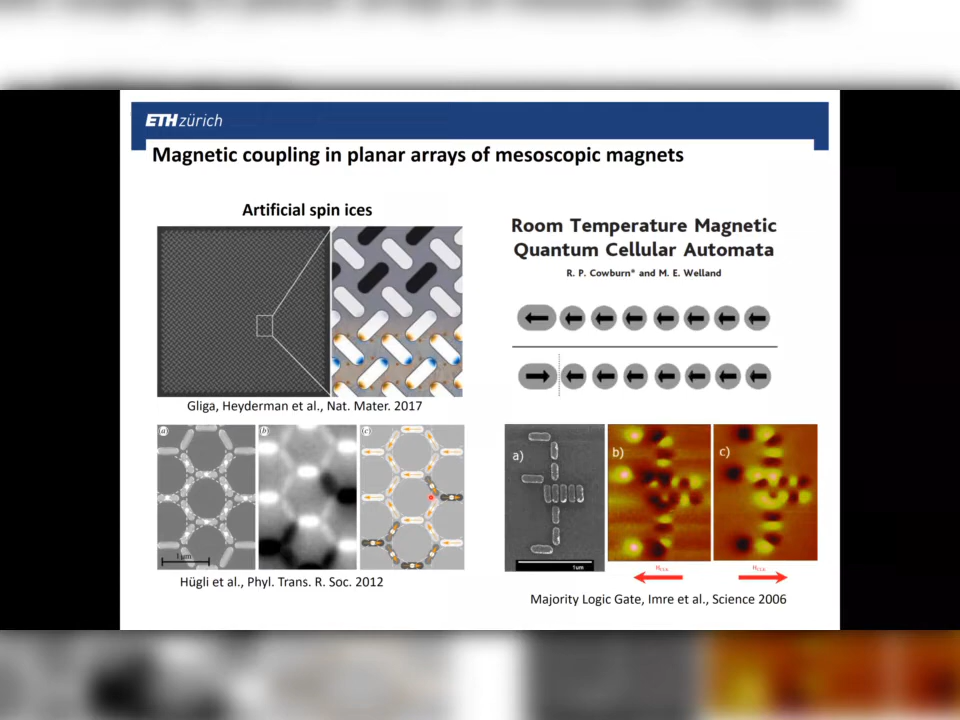 ETH zürich
Magnetic coupling in planar arrays of mesoscopic magnets
Artificial spin ices
Gliga, Heyderman et al., Nat. Mater. 2017
(a)
(b)
(c)
1 μm
Hügli et al., Phyl. Trans. R. Soc. 2012
Room Temperature Magnetic
Quantum Cellular Automata
R. P. Cowburn* and M. E. Welland
a)
b)
c)
1um
Majority Logic Gate, Imre et al., Science 2006